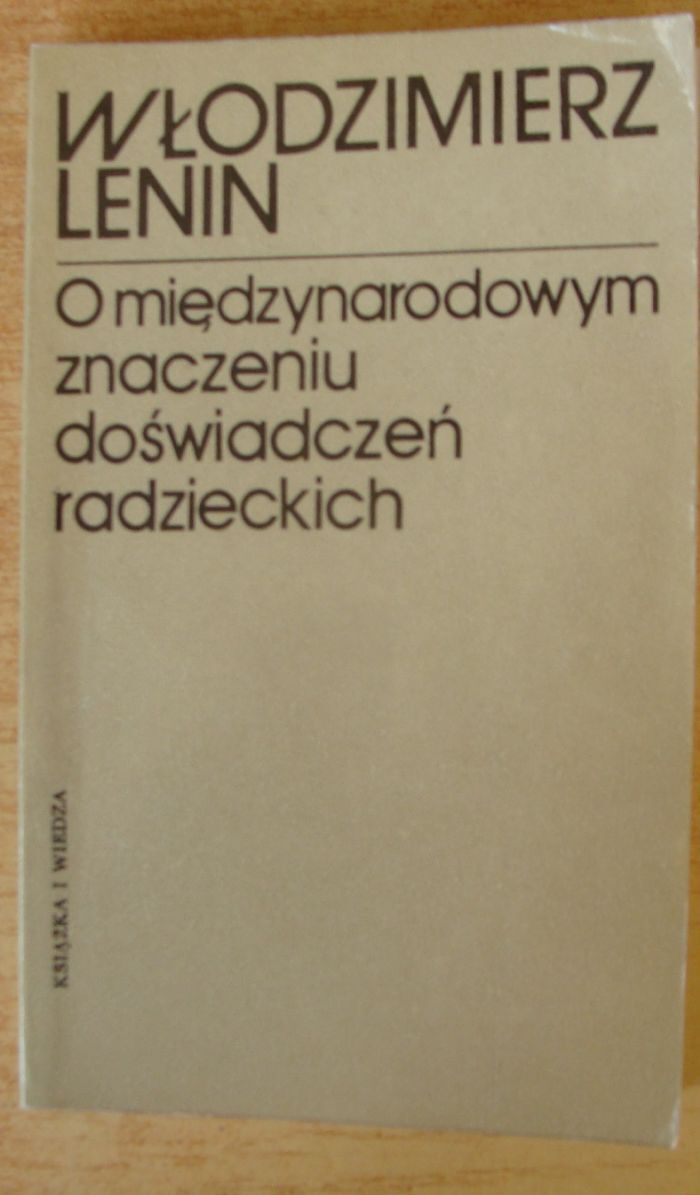 WŁODZIMIERZ
LENIN
O międzynarodowym
znaczeniu
doświadczeń
radzieckich
KSIĄŻKA I WIEDZA